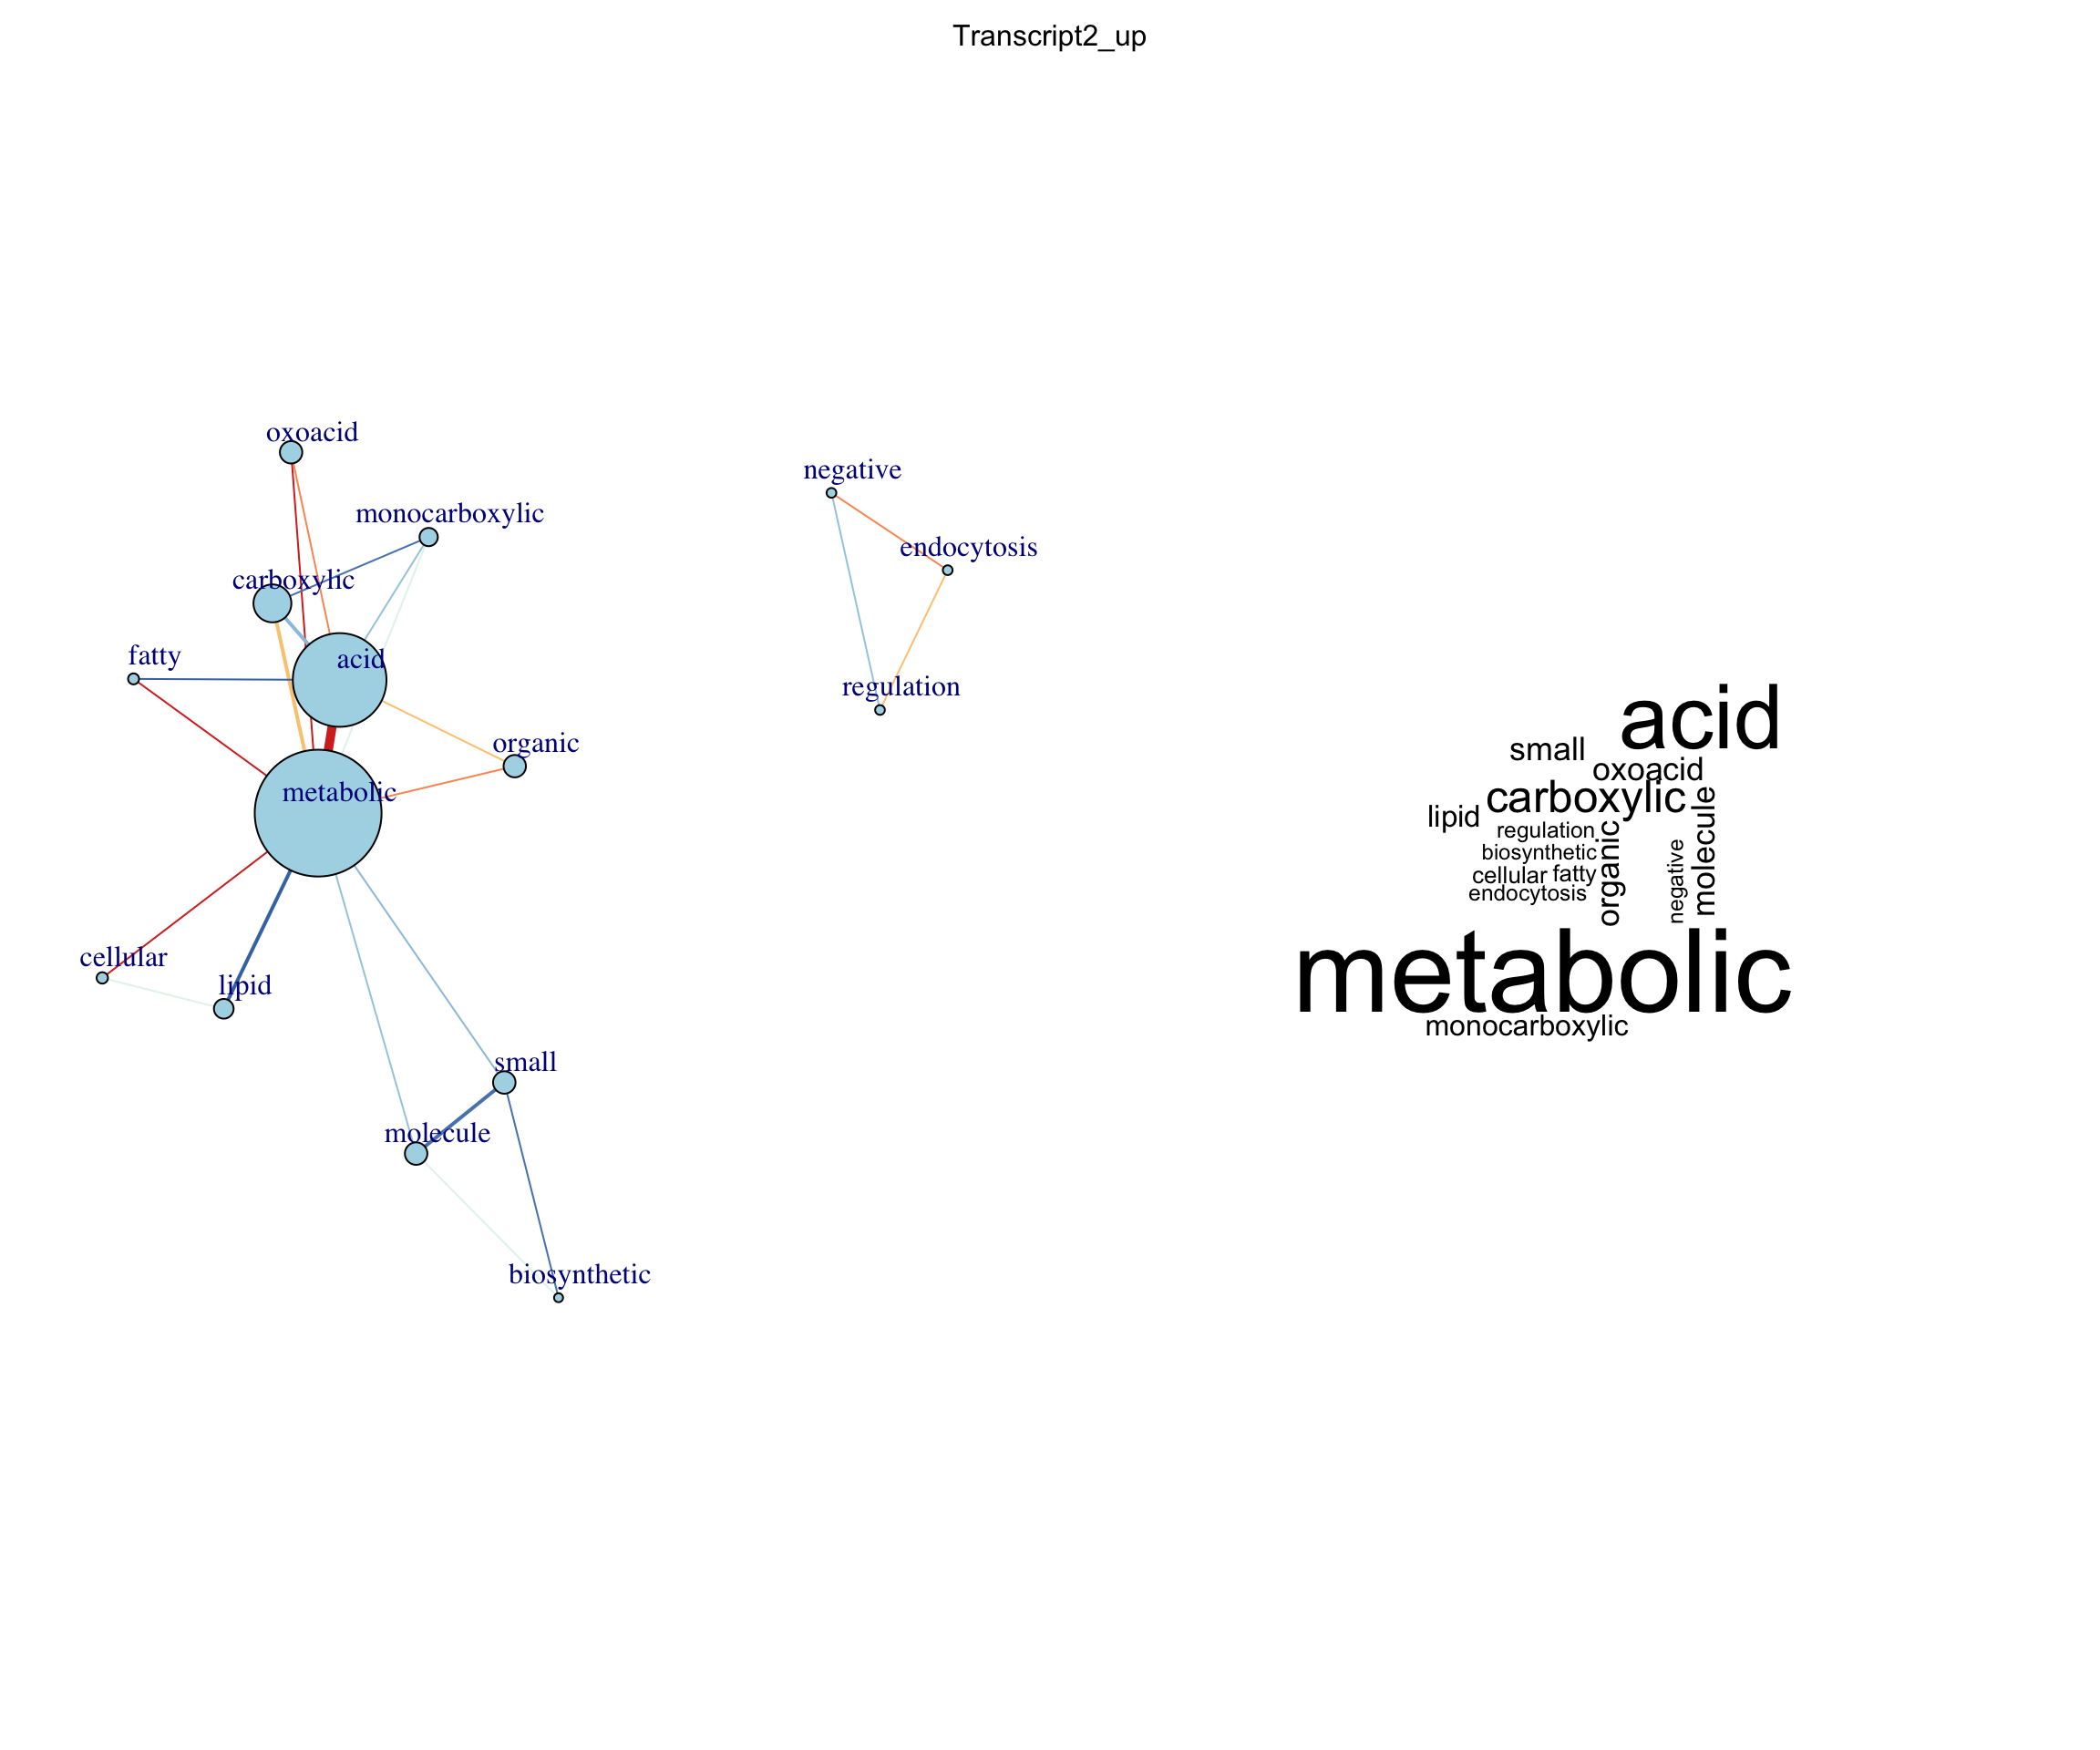 Transcript2_up
oxoacid
monocarboxylic
carboxylic
fatty
acid
organic
metabolic
cellular
lipid
small
molecule
biosynthetic
negative
endocytosis
regulation
acid
small
oxoacid
carboxylic
lipid
molecule
regulation
organic
biosynthetic
negative
cellular fatty
endocytosis
metabolic
monocarboxylic